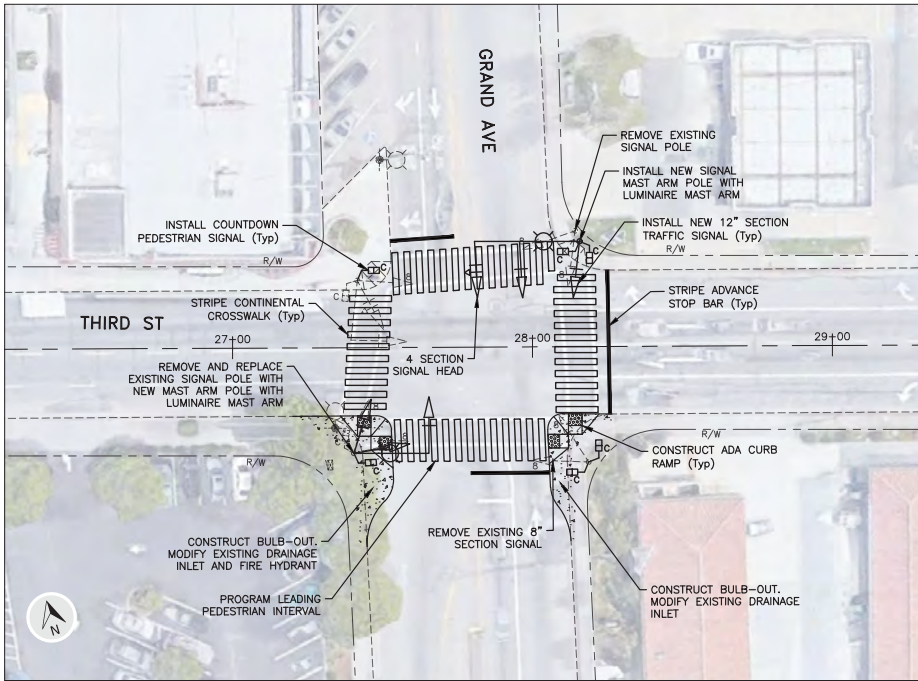 GRAND AVE
REMOVE EXISTING
SIGNAL POLE
INSTALL NEW SIGNAL
MAST ARM POLE WITH
LUMINAIRE MAST ARM
INSTALL NEW 12" SECTION
TRAFFIC SIGNAL (Typ)
INSTALL COUNTDOWN
PEDESTRIAN SIGNAL (Typ)
R/W
R/W
C
C
C
8
STRIPE CONTINENTAL
CROSSWALK (Typ)
STRIPE ADVANCE
STOP BAR (Typ)
THIRD ST
27+00
28+00
29+00
4 SECTION
SIGNAL HEAD
REMOVE AND REPLACE
EXISTING SIGNAL POLE WITH
NEW MAST ARM POLE WITH
LUMINAIRE MAST ARM
R/W
R/W
C
C
C
8
CONSTRUCT ADA CURB
RAMP (Typ)
REMOVE EXISTING 8"
SECTION SIGNAL
CONSTRUCT BULB-OUT.
MODIFY EXISTING DRAINAGE
INLET AND FIRE HYDRANT
PROGRAM LEADING
PEDESTRIAN INTERVAL
CONSTRUCT BULB-OUT.
MODIFY EXISTING DRAINAGE
INLET
N